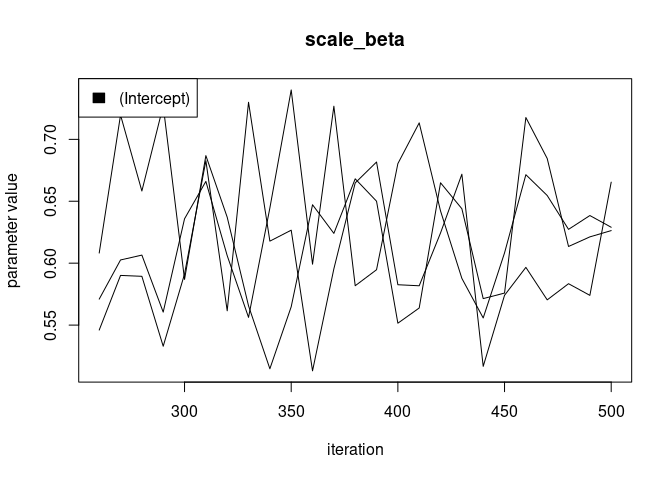 scale_beta
(Intercept)
parameter value
0.70
0.65
0.60
0.55
300 350 400 450 500
iteration